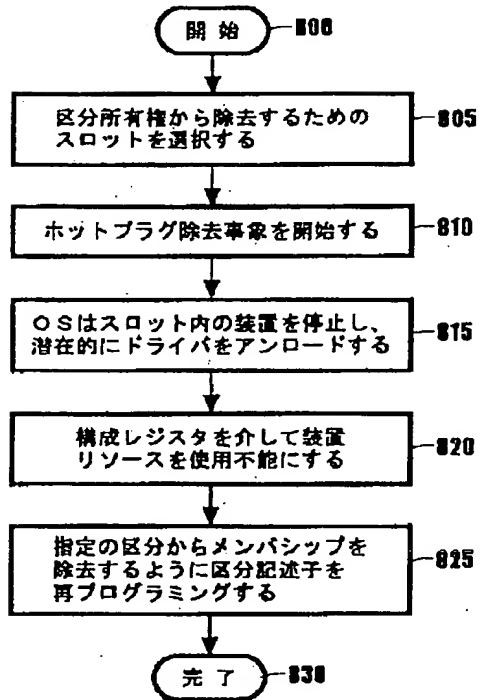 開始
800
区分所有権から除去するための
スロットを選択する
805
ホットプラグ除去事象を開始する
810
OSはスロット内の装置を停止し、
潜在的にドライバをアンロードする
815
構成レジスタを介して装置
リソースを使用不能にする
820
指定の区分からメンバシップを
除去するように区分記述子を
再プログラミングする
825
完了
830